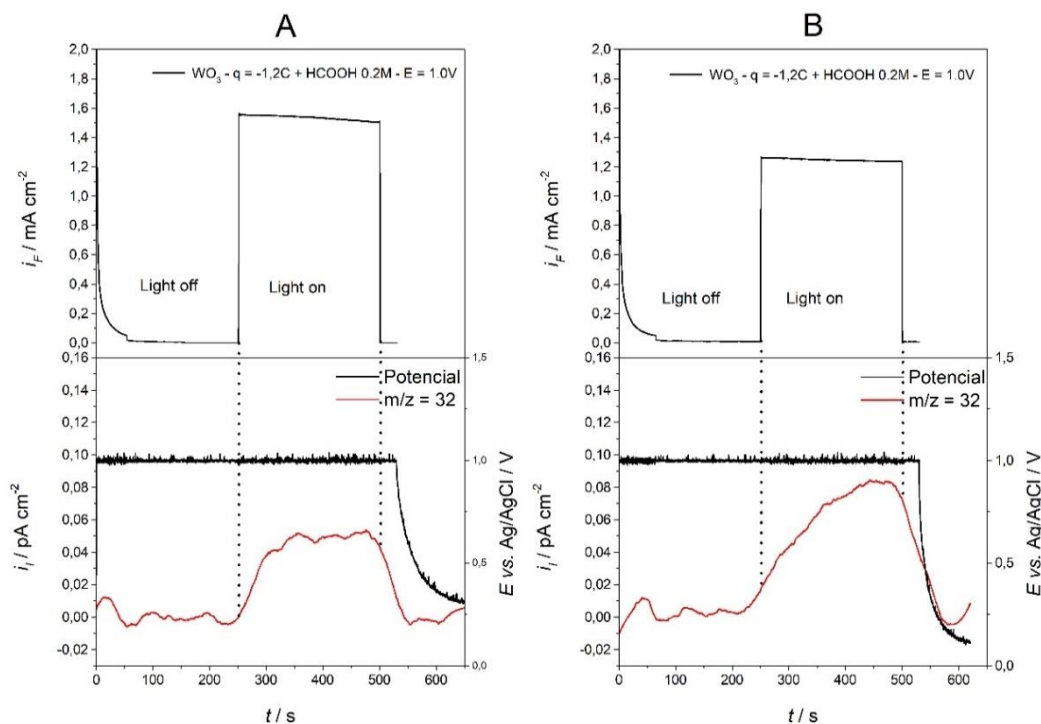 A
2,0
WO3 - q = -1,2C + HCOOH 0.2M - E = 1.0V
1,8
1,6
1,4
1,2
1,0
0,8
0,6
0,4
0,2
0,0
iF / mA cm-2
Light off
Light on
0,16
0,14
0,12
0,10
0,08
0,06
0,04
0,02
0,00
-0,02
iI / pA cm-2
Potencial
m/z = 32
1,5
1,0
0,5
0,0
E vs. Ag/AgCl / V
0 100 200 300 400 500 600
t / s
B
2,0
WO3 - q = -1,2C + HCOOH 0.2M - E = 1.0V
1,8
1,6
1,4
1,2
1,0
0,8
0,6
0,4
0,2
0,0
iF / mA cm-2
Light off
Light on
0,16
0,14
0,12
0,10
0,08
0,06
0,04
0,02
0,00
-0,02
iI / pA cm-2
Potencial
m/z = 32
1,5
1,0
0,5
0,0
E vs. Ag/AgCl / V
0 100 200 300 400 500 600
t / s